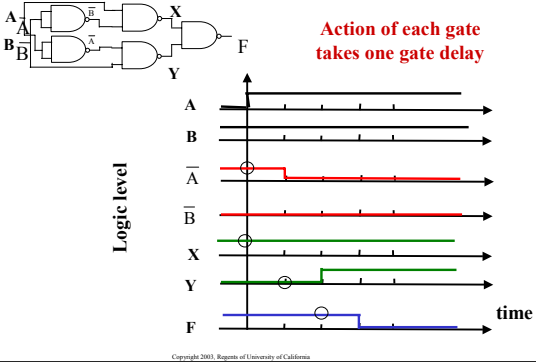 A
A̅
B
B̅
B̅
A̅
X
Y
F
Action of each gate
takes one gate delay
Logic level
A
B
A̅
B̅
X
Y
F
time
Copyright 2003, Regents of University of California